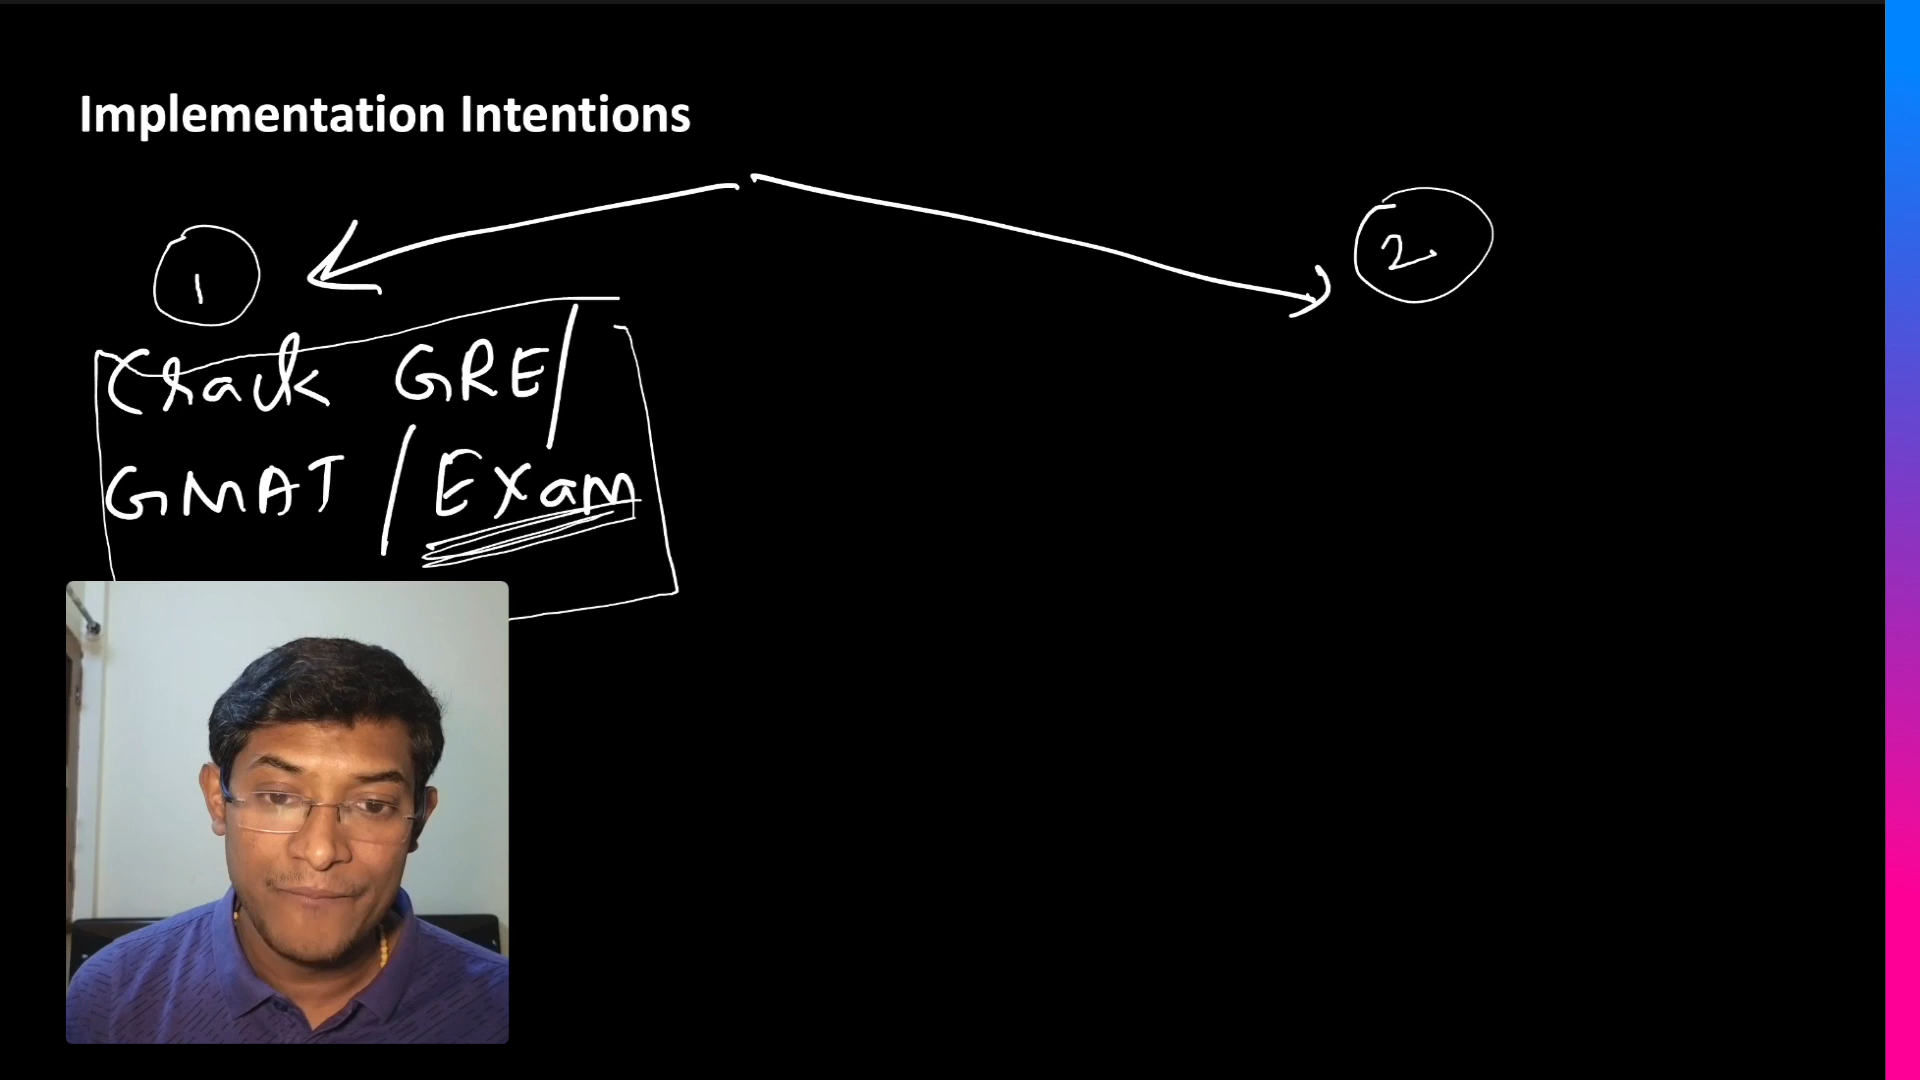 Implementation Intentions
1
2.
Crack GRE/
GMAT / Exam